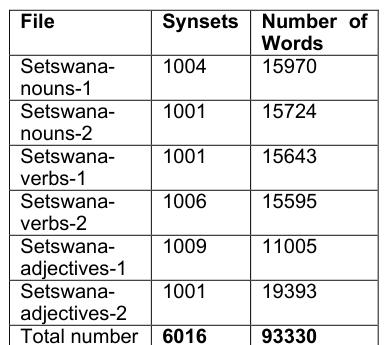 File Synsets Number of
Words
Setswana- 1004 15970
nouns-1
Setswana- 1001 15724
nouns-2
Setswana- 1001 15643
verbs-1
Setswana- 1006 15595
verbs-2
Setswana- 1009 11005
adjectives-1
Setswana- 1001 19393
adjectives-2
Total number 6016 93330